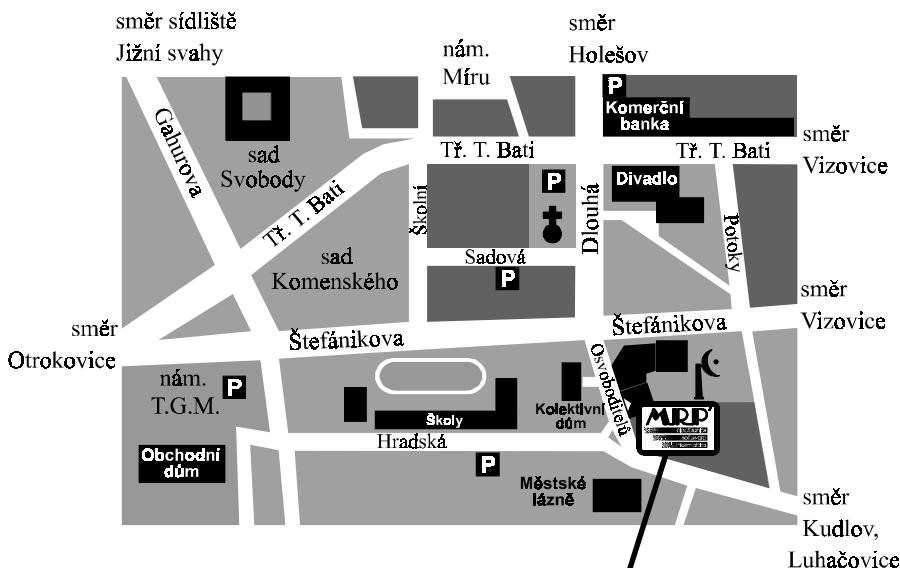 směr sídliště
Jižní svahy
nám.
Míru
směr
Holešov
P
Komerční
banka
Gahurova
sad
Svobody
Tř. T. Bati
Tř. T. Bati
Tř. T. Bati
směr
Vizovice
Školní
P
Dlouhá
Divadlo
Potoky
Sadová
P
sad
Komenského
směr
Vizovice
směr
Otrokovice
Štefánikova
Štefánikova
Osvoboditelů
nám.
T.G.M.
P
Školy
Kolektivní
dům
MRP
Hradská
Obchodní
dům
P
Městské
lázně
směr
Kudlov,
Luhačovice